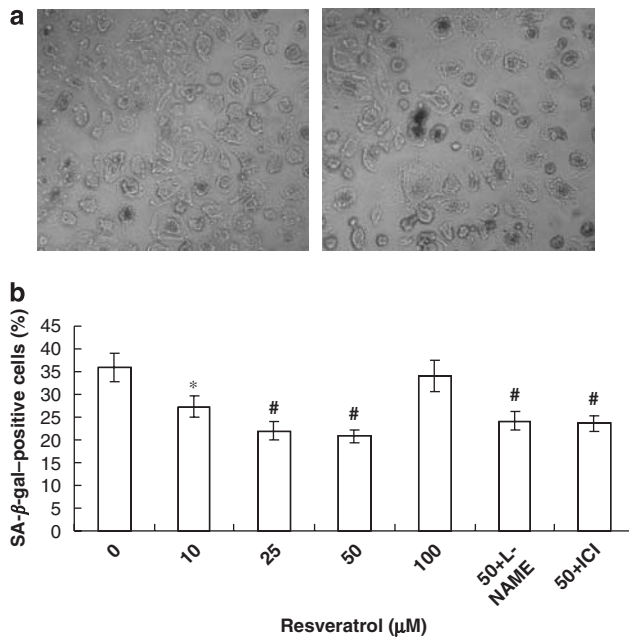 a
b
SA-β-gal–positive cells (%)
45
40
35
30
25
20
15
10
5
0
*
#
#
#
#
0
10
25
50
100
50+L-
NAME
50+ICI
Resveratrol (μM)